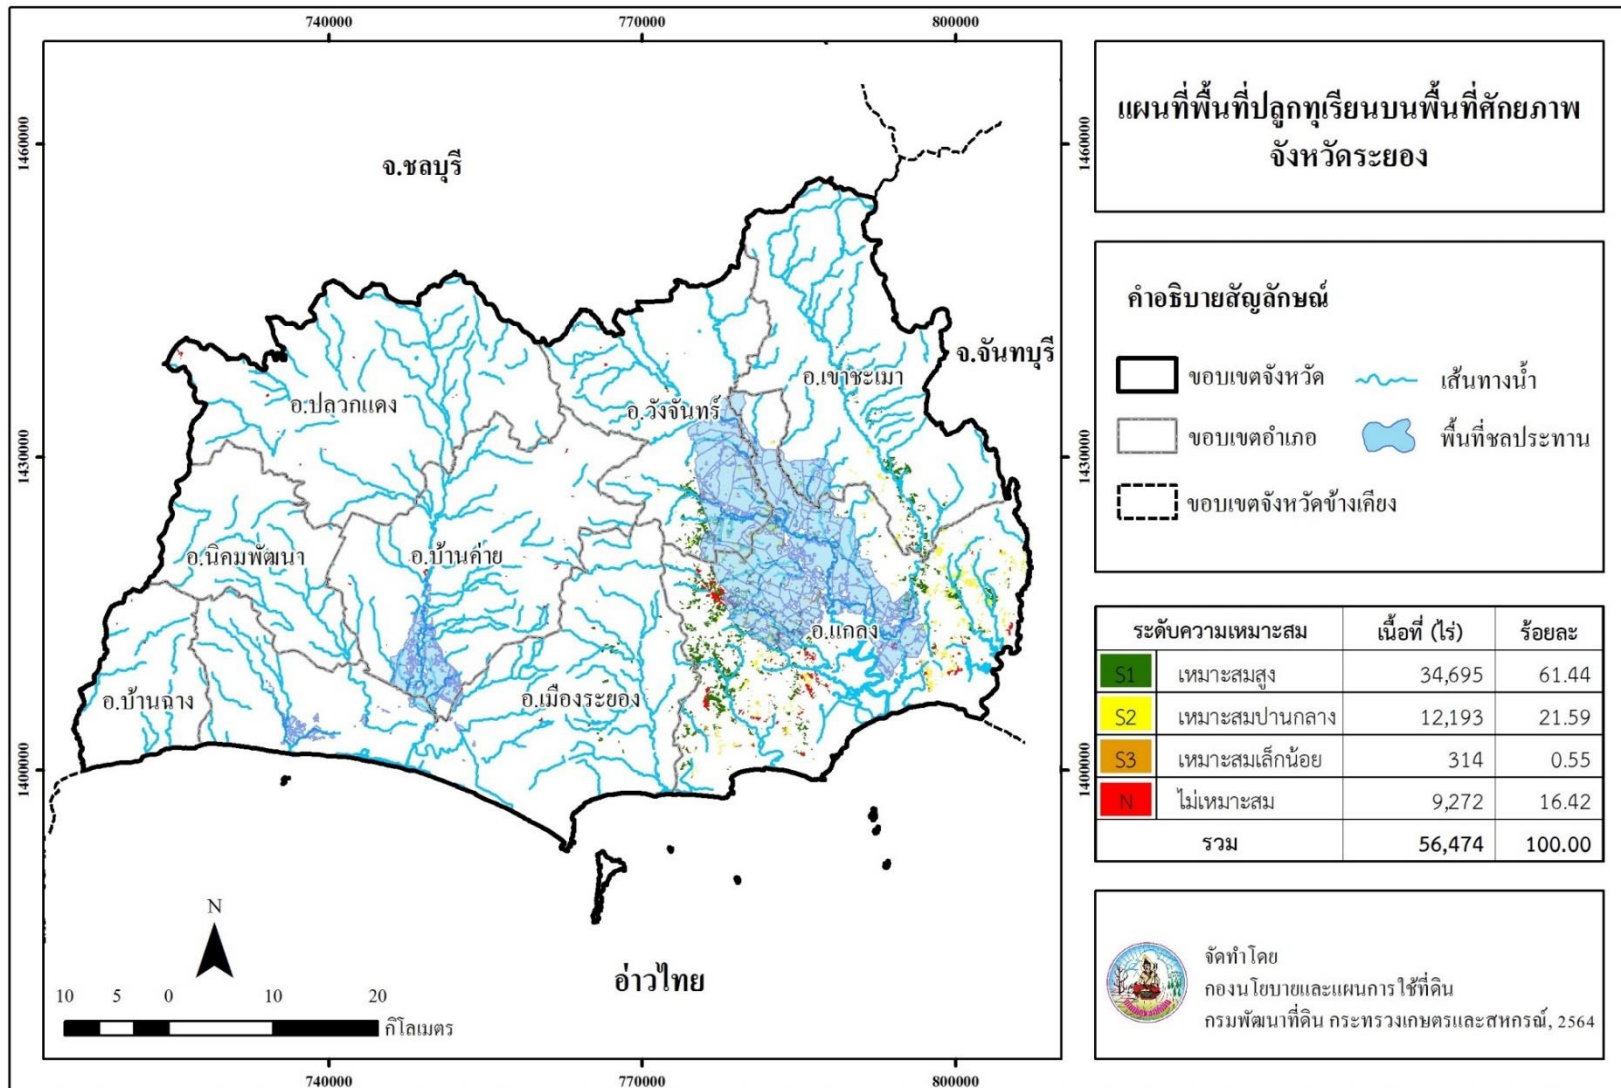 740000
770000
800000
1460000
1460000
1430000
1430000
1400000
1400000
จ.ชลบุรี
จ.จันทบุรี
อ.เขาชะเมา
อ.ปลวกแดง
อ.วังจันทร์
อ.นิคมพัฒนา
อ.บ้านค่าย
อ.แกลง
อ.บ้านฉาง
อ.เมืองระยอง
อ่าวไทย
N
10 5 0 10 20
กิโลเมตร
740000
770000
800000
แผนที่พื้นที่ปลูกทุเรียนบนพื้นที่ศักยภาพ
จังหวัดระยอง
คำอธิบายสัญลักษณ์
ขอบเขตจังหวัด เส้นทางน้ำ
ขอบเขตอำเภอ พื้นที่ชลประทาน
ขอบเขตจังหวัดข้างเคียง
ระดับความเหมาะสม เนื้อที่ (ไร่) ร้อยละ
S1 เหมาะสมสูง 34,695 61.44
S2 เหมาะสมปานกลาง 12,193 21.59
S3 เหมาะสมเล็กน้อย 314 0.55
N ไม่เหมาะสม 9,272 16.42
รวม 56,474 100.00
จัดทำโดย
กองนโยบายและแผนการใช้ที่ดิน
กรมพัฒนาที่ดิน กระทรวงเกษตรและสหกรณ์, 2564